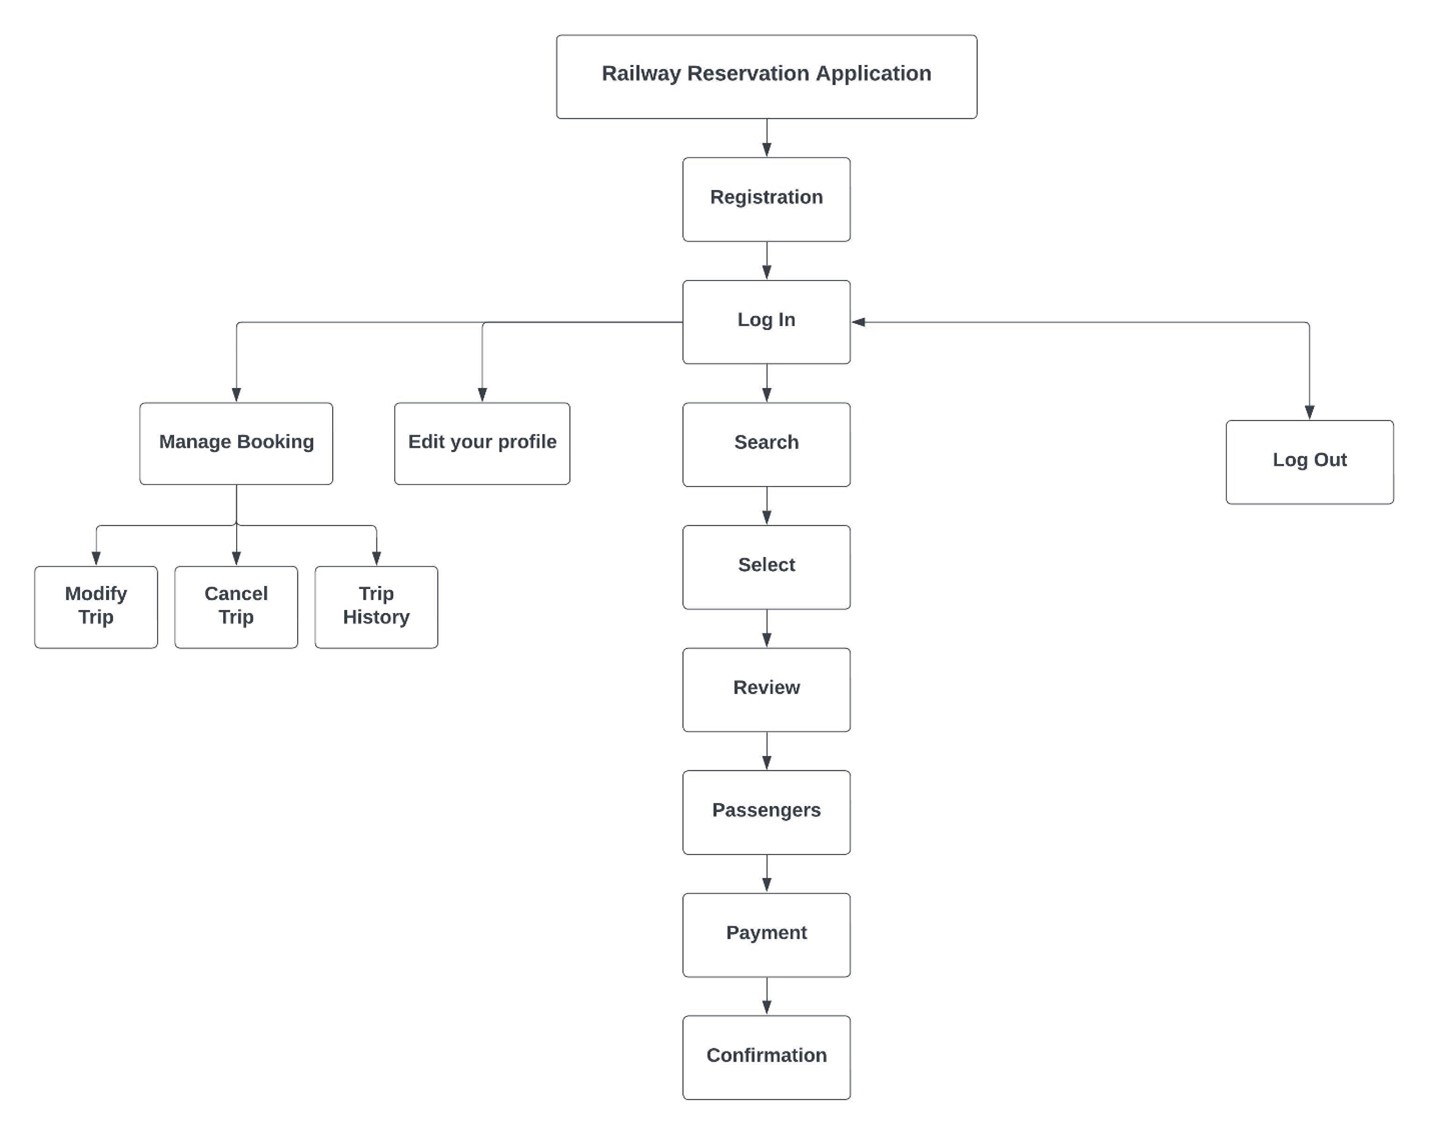 Railway Reservation Application
Registration
Log In
Manage Booking
Edit your profile
Search
Log Out
Select
Modify
Trip
Cancel
Trip
Trip
History
Review
Passengers
Payment
Confirmation